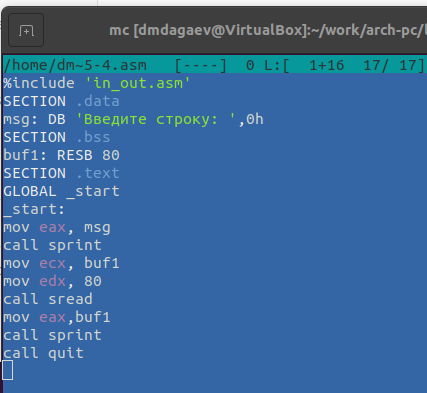 mc [dmdagaev@VirtualBox]:~/work/arch-pc/l
/home/dm~5-4.asm   [----]  0 L:[  1+16  17/ 17]
%include 'in_out.asm'
SECTION .data
msg: DB 'Введите строку: ',0h
SECTION .bss
buf1: RESB 80
SECTION .text
GLOBAL _start
_start:
mov eax, msg
call sprint
mov ecx, buf1
mov edx, 80
call sread
mov eax,buf1
call sprint
call quit